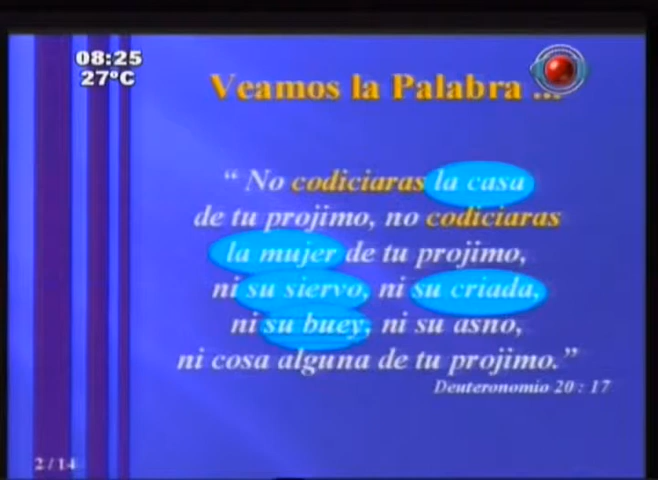 08:25
27°C
Veamos la Palabra ...
“ No codiciaras la casa
de tu projimo, no codiciaras
la mujer de tu projimo,
ni su siervo, ni su criada,
ni su buey, ni su asno,
ni cosa alguna de tu projimo.”
Deuteronomio 20 : 17
2 / 14